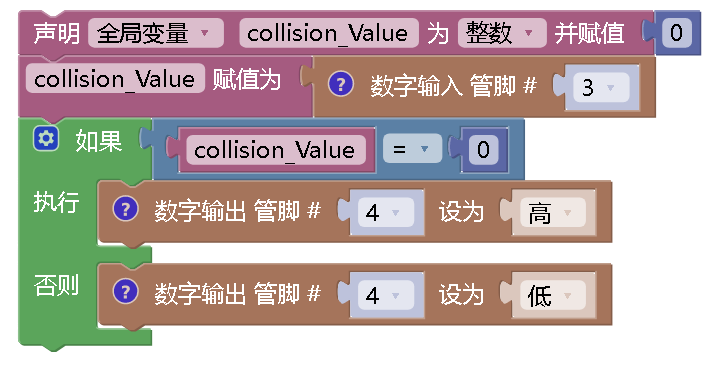 声明 全局变量 collision_Value 为 整数 并赋值 0
collision_Value 赋值为 ? 数字输入 管脚 # 3
如果 collision_Value = 0
执行 ? 数字输出 管脚 # 4 设为 高
否则 ? 数字输出 管脚 # 4 设为 低